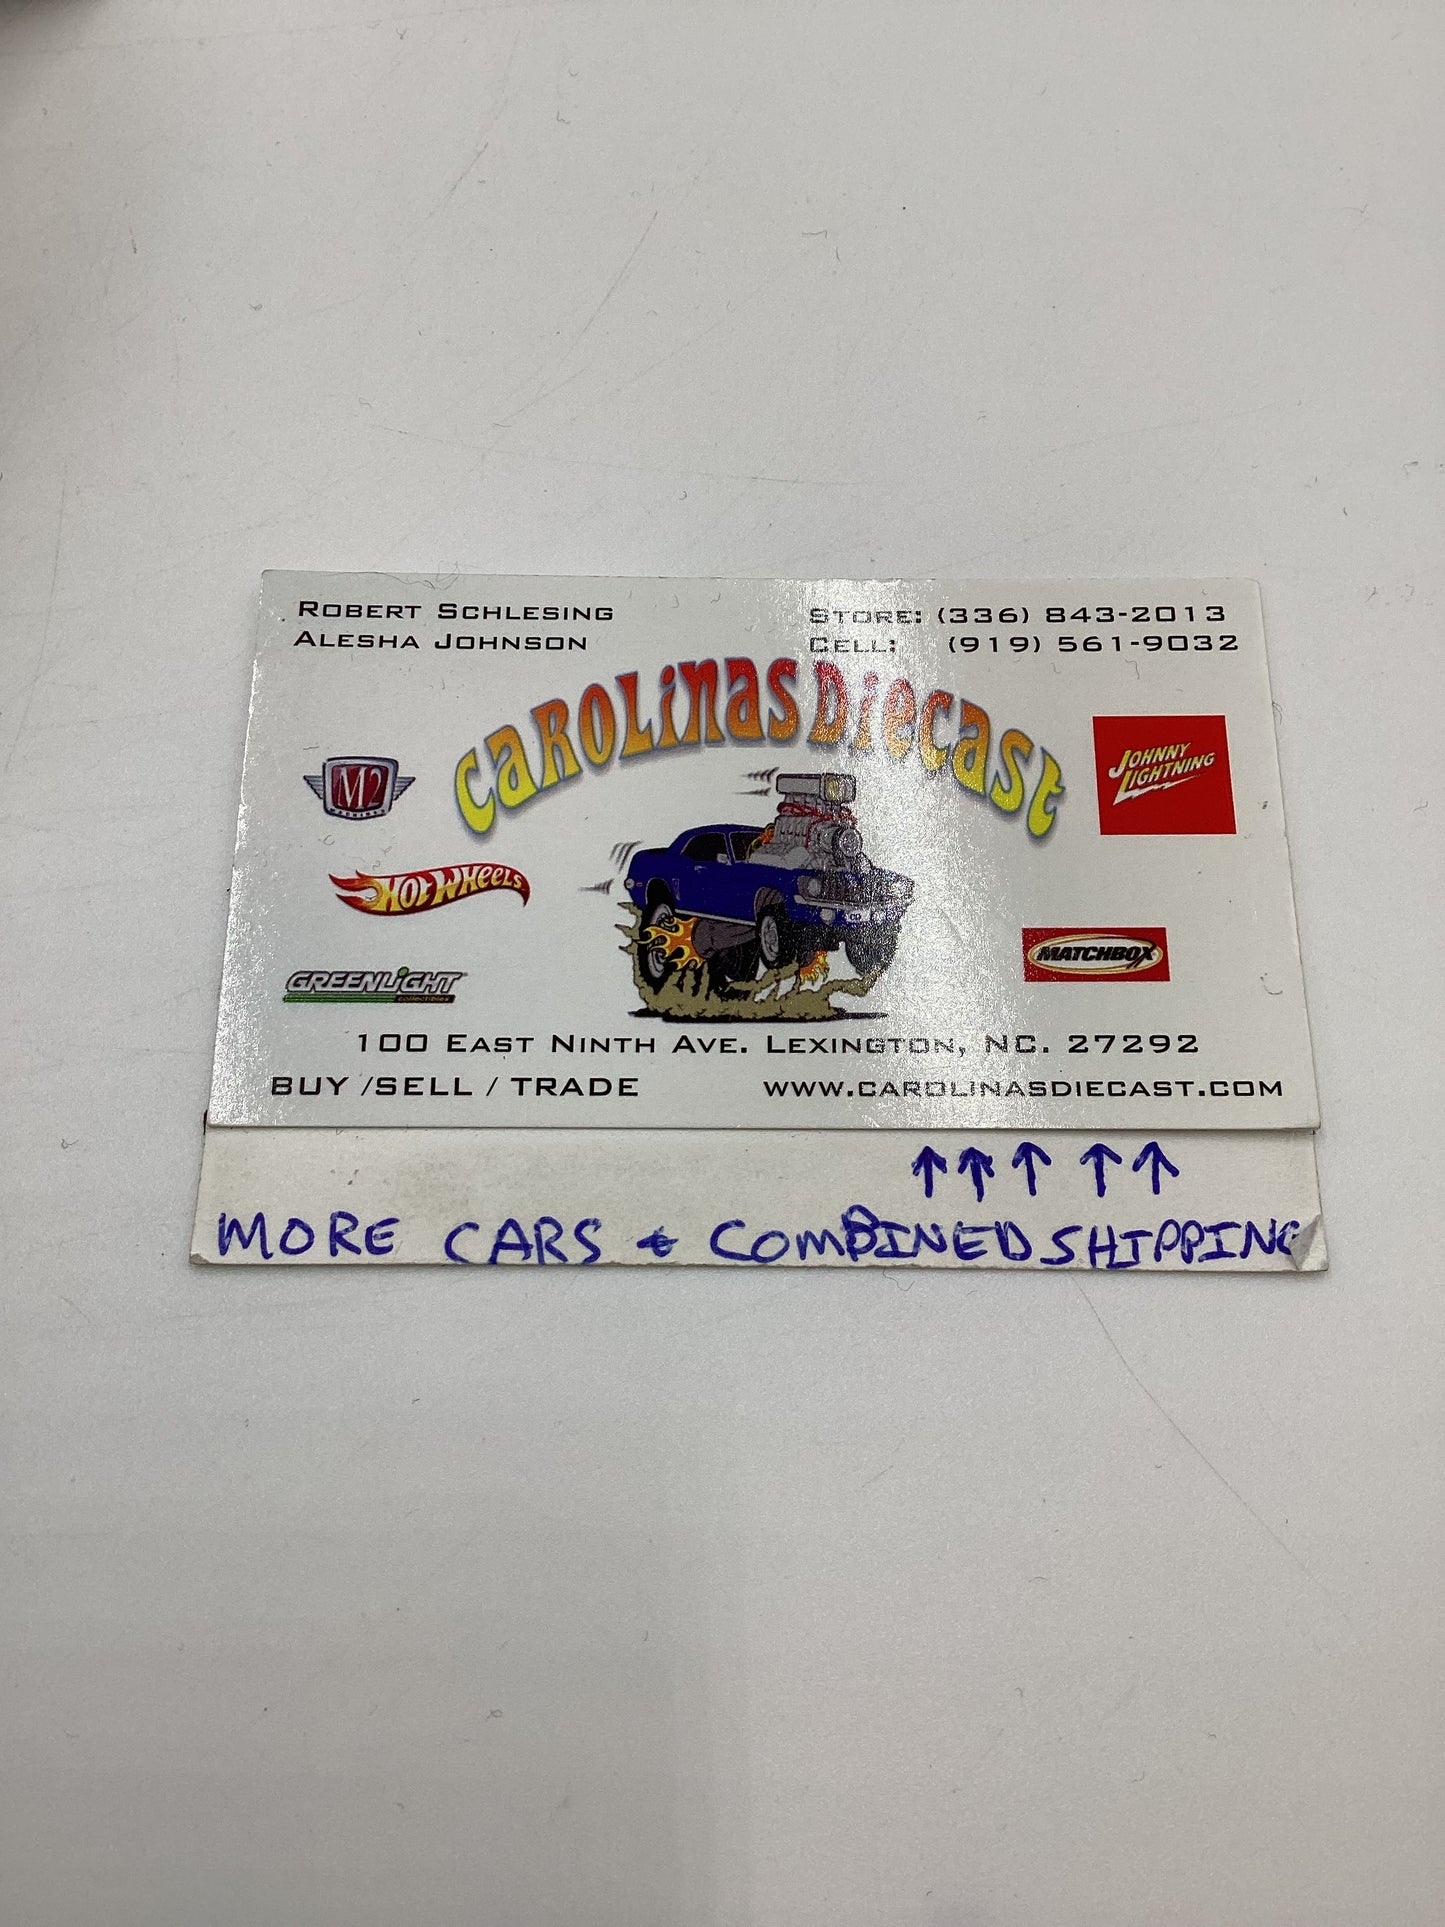 ROBERT SCHLESING
ALESHA JOHNSON
STORE: (336) 843-2013
CELL: (919) 561-9032
CAROLINAS DIECAST
M2
MACHINES
JOHNNY
LIGHTNING
HOT WHEELS
MATCHBOX
GREENLIGHT
collectibles
100 EAST NINTH AVE. LEXINGTON, NC. 27292
BUY /SELL / TRADE
WWW.CAROLINASDIECAST.COM
↑ ↑ ↑ ↑ ↑
MORE CARS & COMBINED SHIPPING